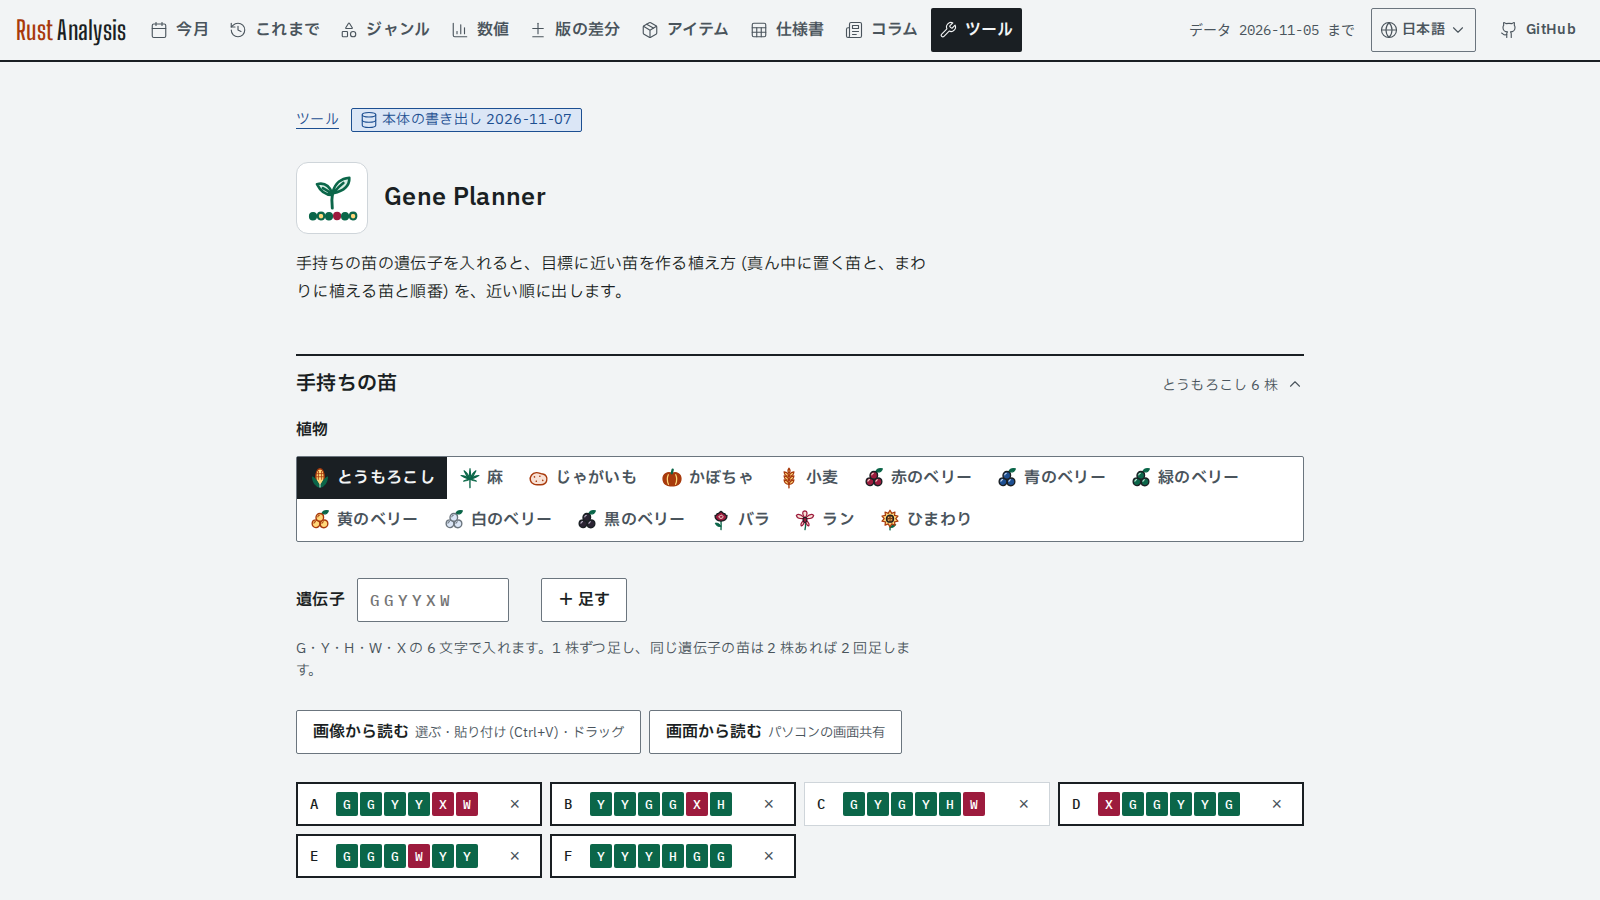 Rust Analysis 今月 これまで ジャンル 数値 版の差分 アイテム 仕様書 コラム ツール データ 2026-11-05 まで 日本語 GitHub
ツール 本体の書き出し 2026-11-07
Gene Planner
手持ちの苗の遺伝子を入れると、目標に近い苗を作る植え方 (真ん中に置く苗と、まわ
りに植える苗と順番) を、近い順に出します。
手持ちの苗 とうもろこし 6 株
植物
とうもろこし 麻 じゃがいも かぼちゃ 小麦 赤のベリー 青のベリー 緑のベリー
黄のベリー 白のベリー 黒のベリー バラ ラン ひまわり
遺伝子 GGYYXW + 足す
G・Y・H・W・X の 6 文字で入れます。1 株ずつ足し、同じ遺伝子の苗は 2 株あれば 2 回足しま
す。
画像から読む 選ぶ・貼り付け (Ctrl+V)・ドラッグ 画面から読む パソコンの画面共有
A G G Y Y X W × B Y Y G G X H × C G Y G Y H W × D X G G Y Y G ×
E G G G W Y Y × F Y Y Y H G G ×